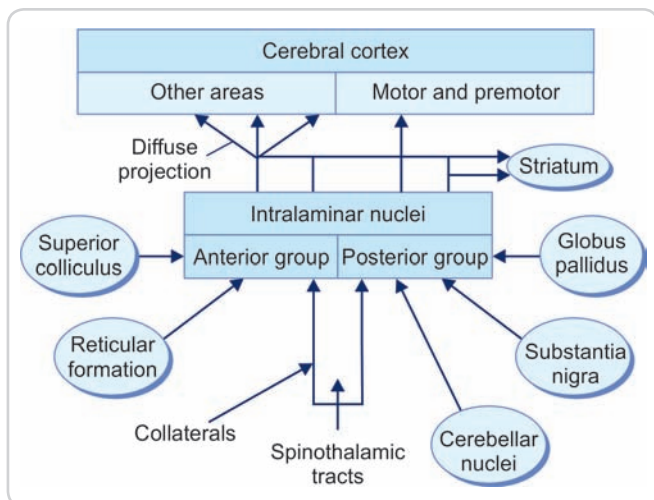 Cerebral cortex
Other areas
Motor and premotor
Diffuse
projection
Striatum
Intralaminar nuclei
Anterior group
Posterior group
Superior
colliculus
Globus
pallidus
Reticular
formation
Substantia
nigra
Collaterals
Spinothalamic
tracts
Cerebellar
nuclei